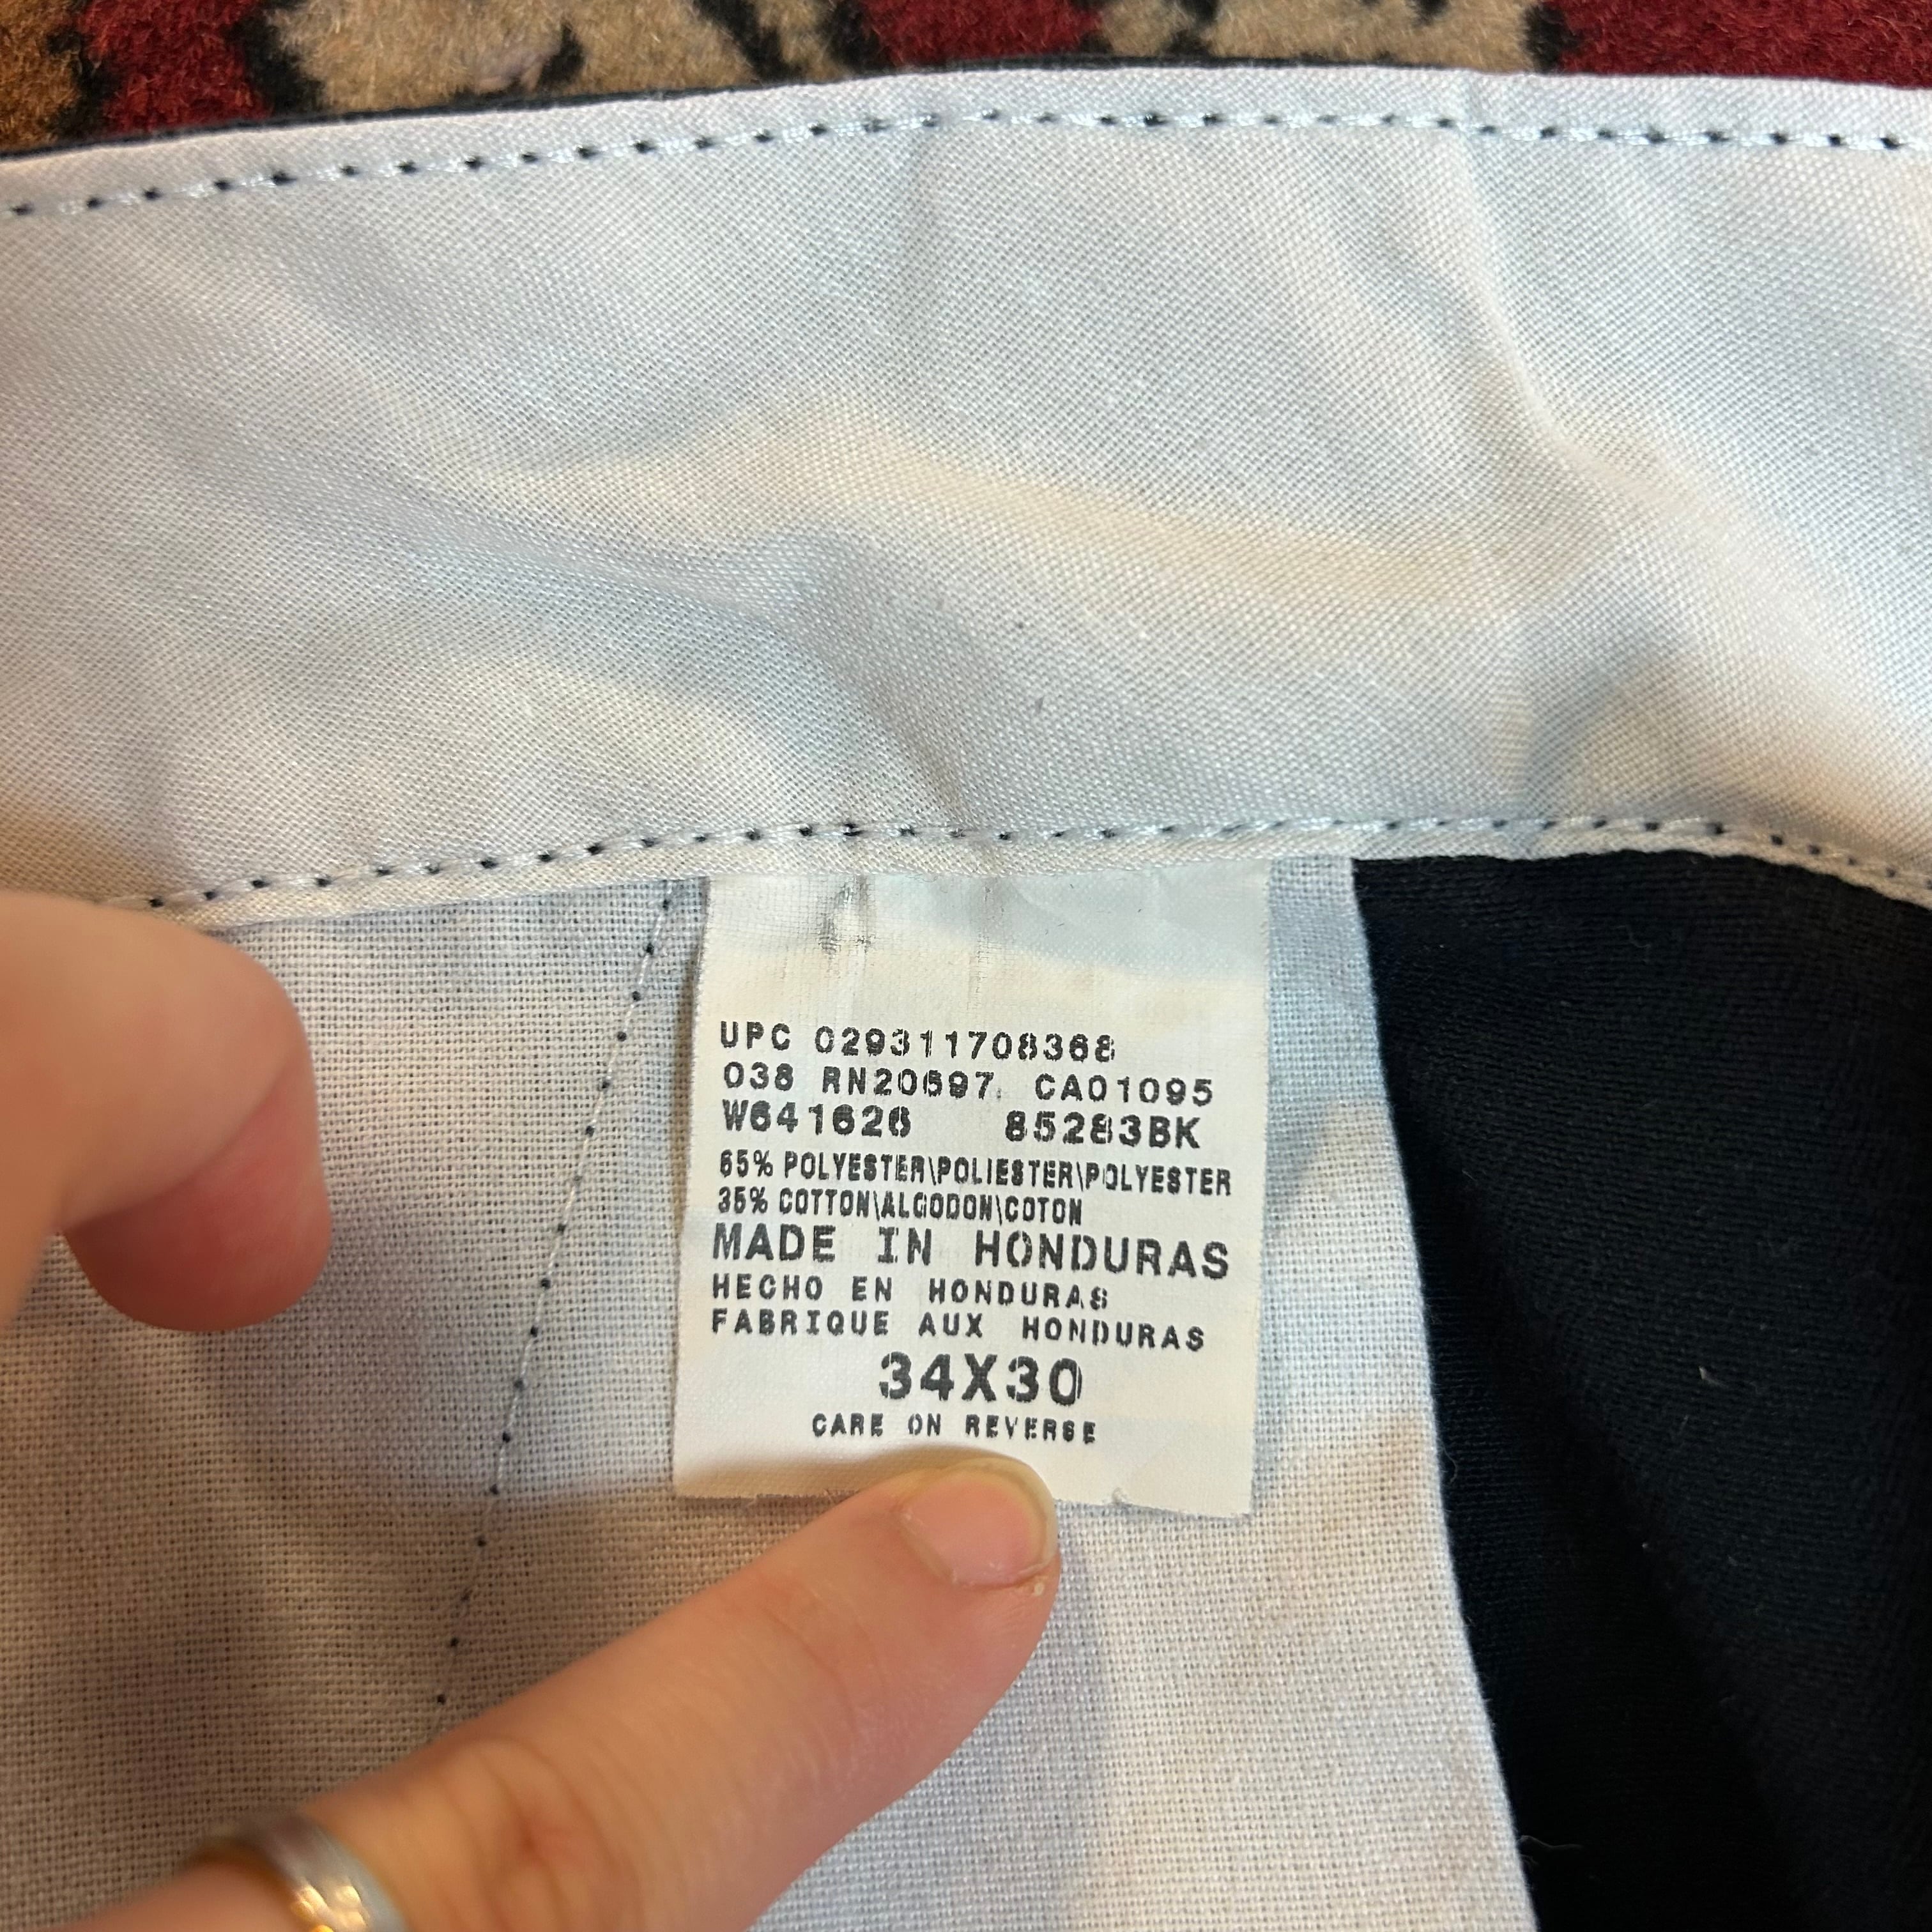 UPC 029311708368
038 RN20697 CA01095
W641626 85283BK
65% POLYESTER\POLIESTER\POLYESTER
35% COTTON\ALGODON\COTON
MADE IN HONDURAS
HECHO EN HONDURAS
FABRIQUE AUX HONDURAS
34X30
CARE ON REVERSE